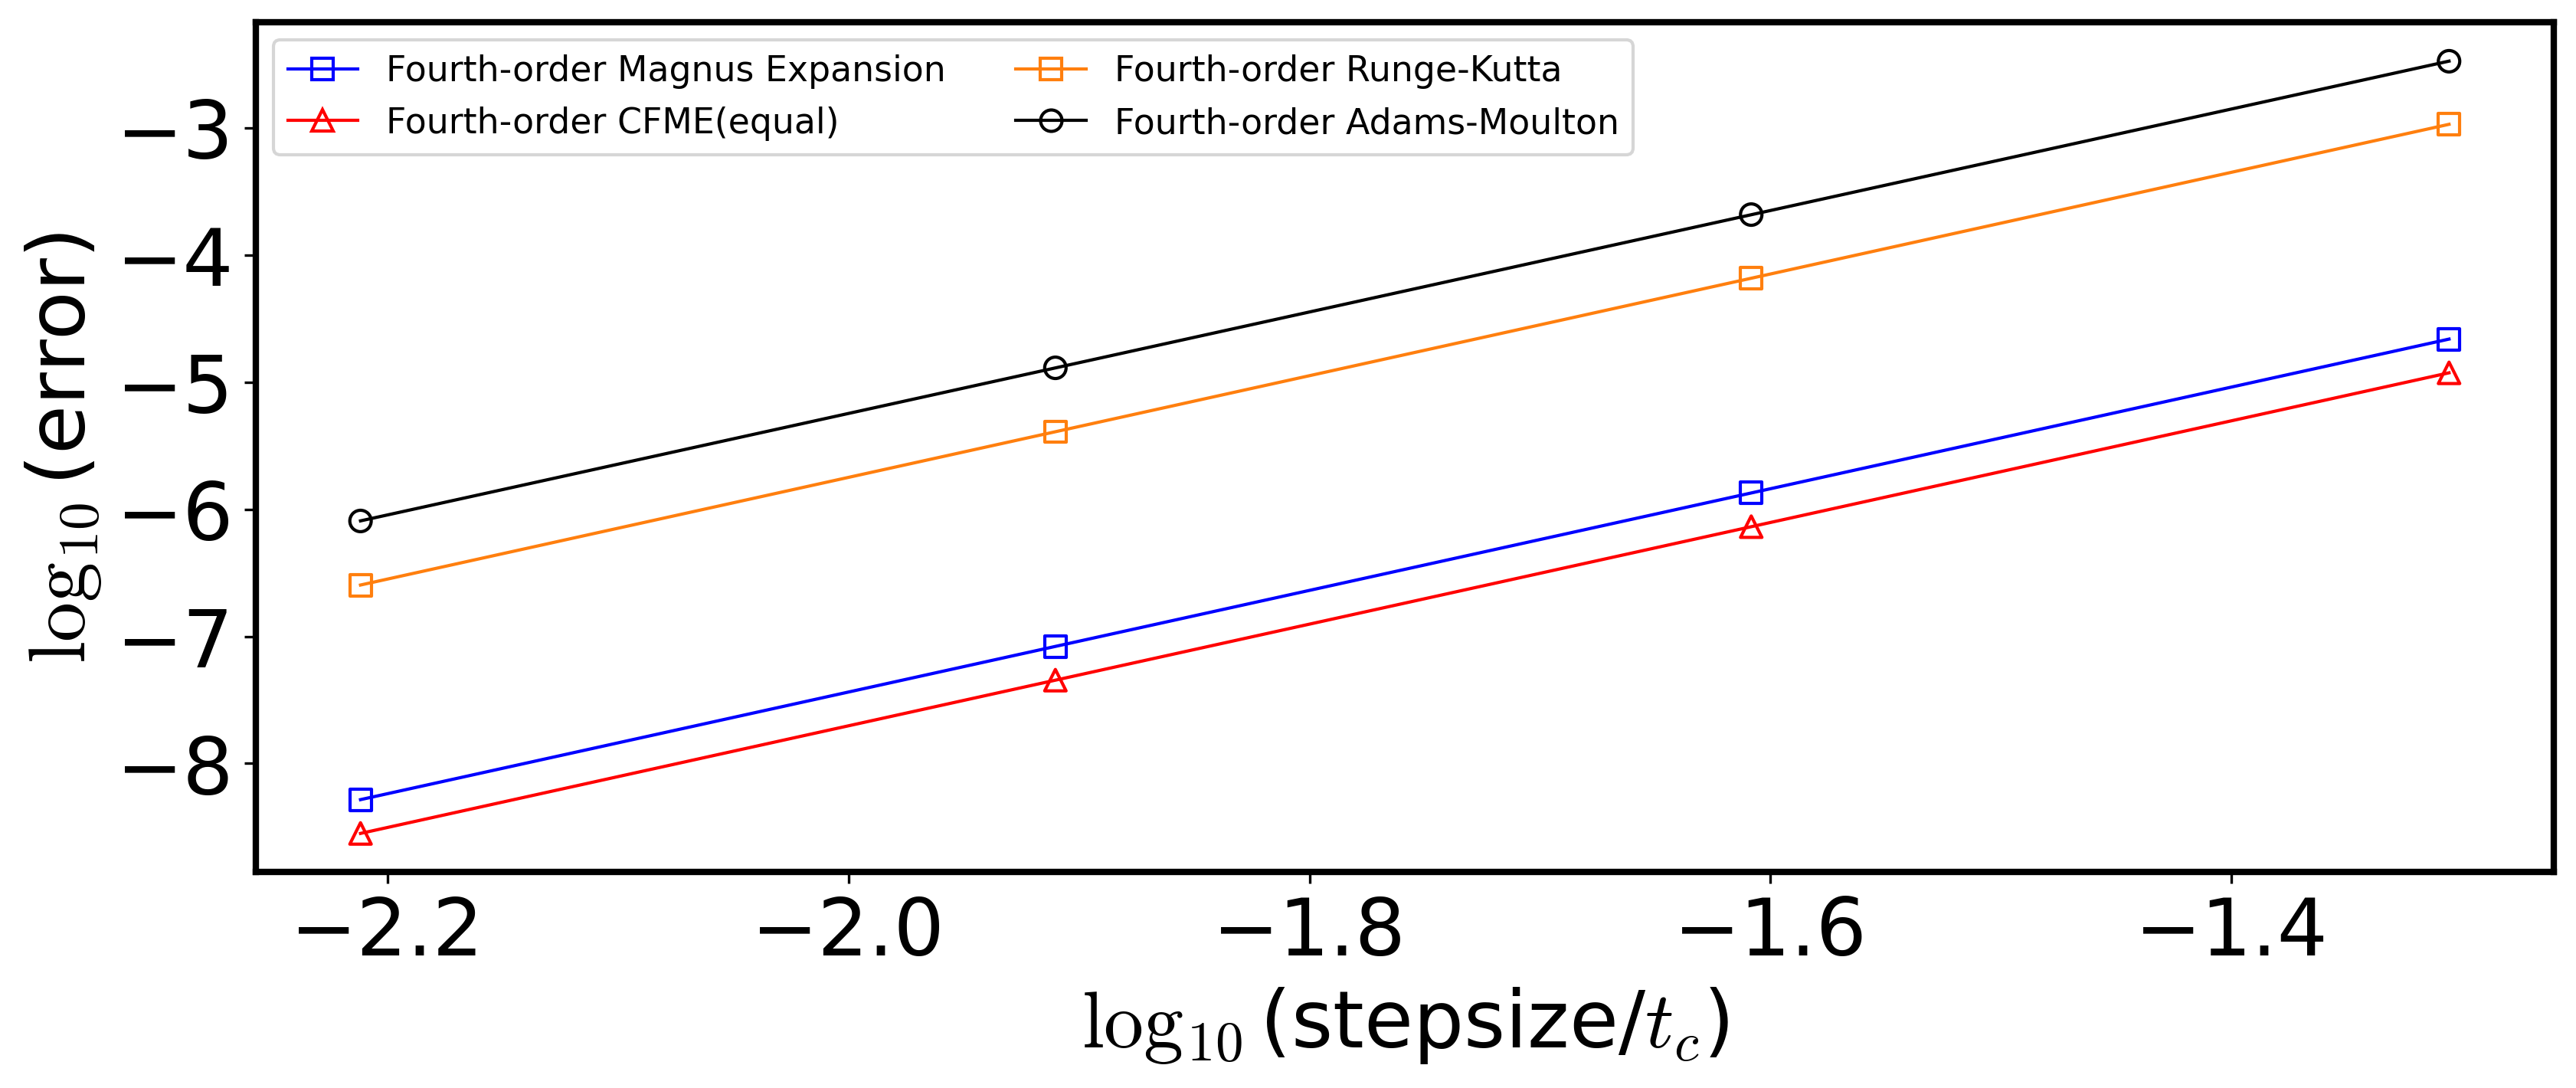 Fourth-order Magnus Expansion
Fourth-order CFME(equal)
Fourth-order Runge-Kutta
Fourth-order Adams-Moulton
−3
−4
−5
−6
−7
−8
log10 (error)
−2.2 −2.0 −1.8 −1.6 −1.4
log10 (stepsize/tc)